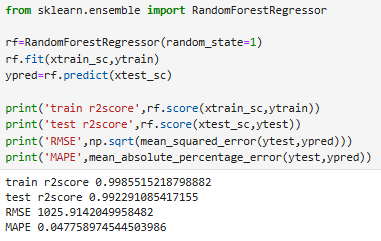 from sklearn.ensemble import RandomForestRegressor
rf=RandomForestRegressor(random_state=1)
rf.fit(xtrain_sc,ytrain)
ypred=rf.predict(xtest_sc)
print('train r2score',rf.score(xtrain_sc,ytrain))
print('test r2score',rf.score(xtest_sc,ytest))
print('RMSE',np.sqrt(mean_squared_error(ytest,ypred)))
print('MAPE',mean_absolute_percentage_error(ytest,ypred))
train r2score 0.9985515218798882
test r2score 0.992291085417155
RMSE 1025.9142049958482
MAPE 0.047758974544503986